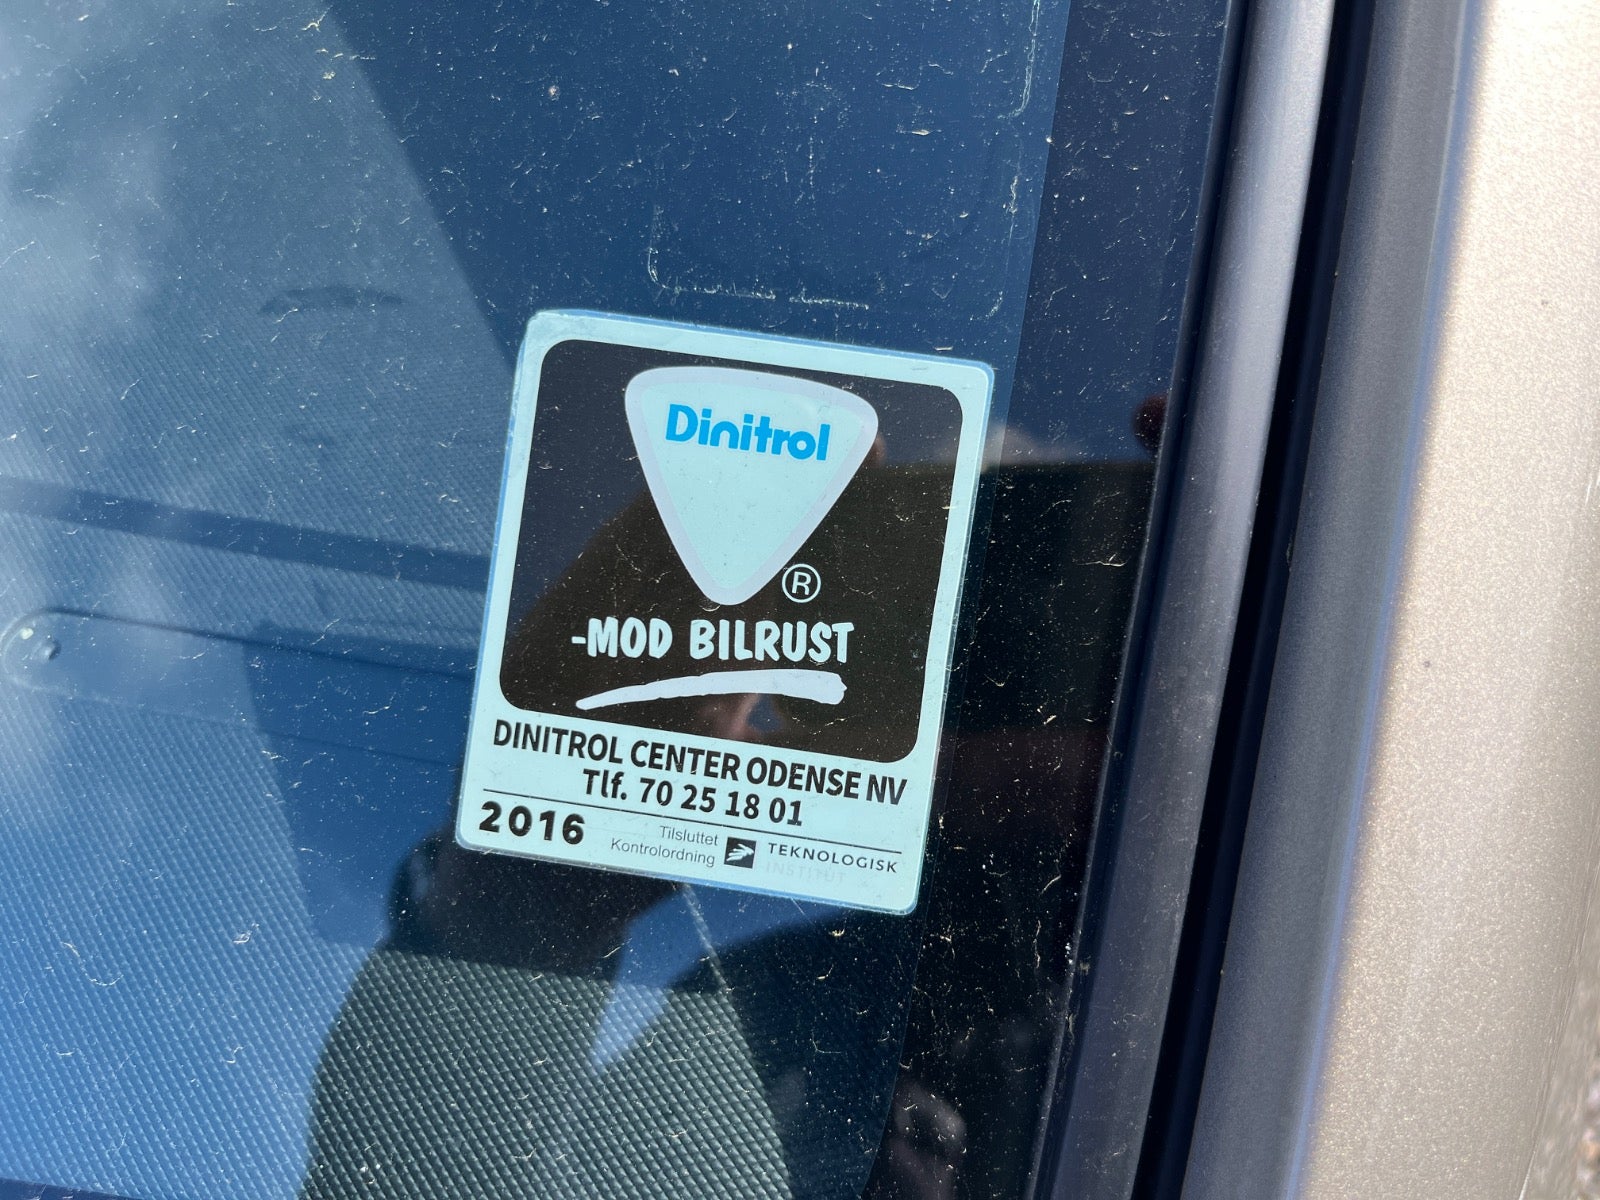 Dinitrol
®
-MOD BILRUST
DINITROL CENTER ODENSE NV
Tlf. 70 25 18 01
2016
Tilsluttet
Kontrolordning
TEKNOLOGISK
INSTITUT